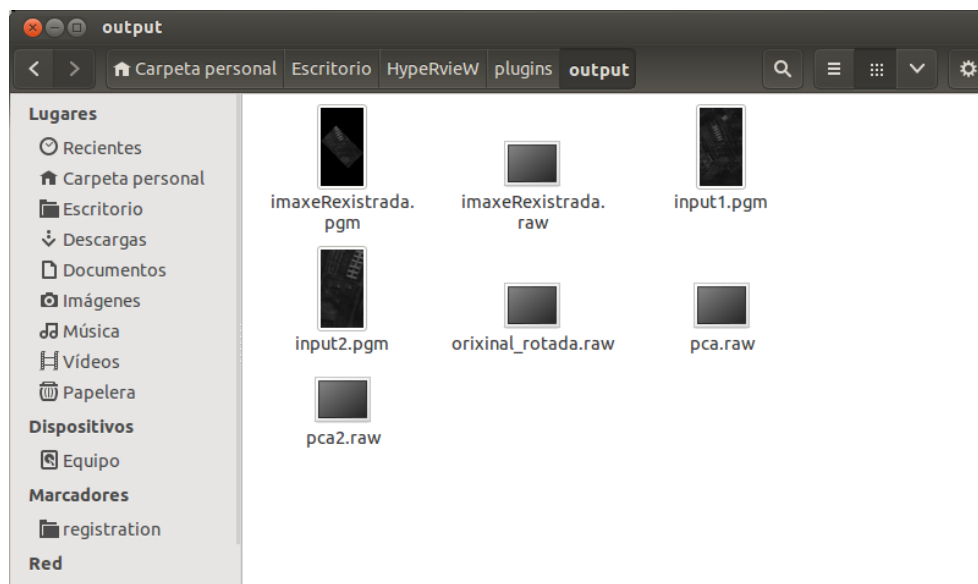 output
Carpeta personal Escritorio HypeRvieW plugins output
Lugares
Recientes
Carpeta personal
Escritorio
Descargas
Documentos
Imágenes
Música
Vídeos
Papelera
Dispositivos
Equipo
Marcadores
registration
Red
imaxeRexistrada.
pgm
imaxeRexistrada.
raw
input1.pgm
input2.pgm
orixinal_rotada.raw
pca.raw
pca2.raw